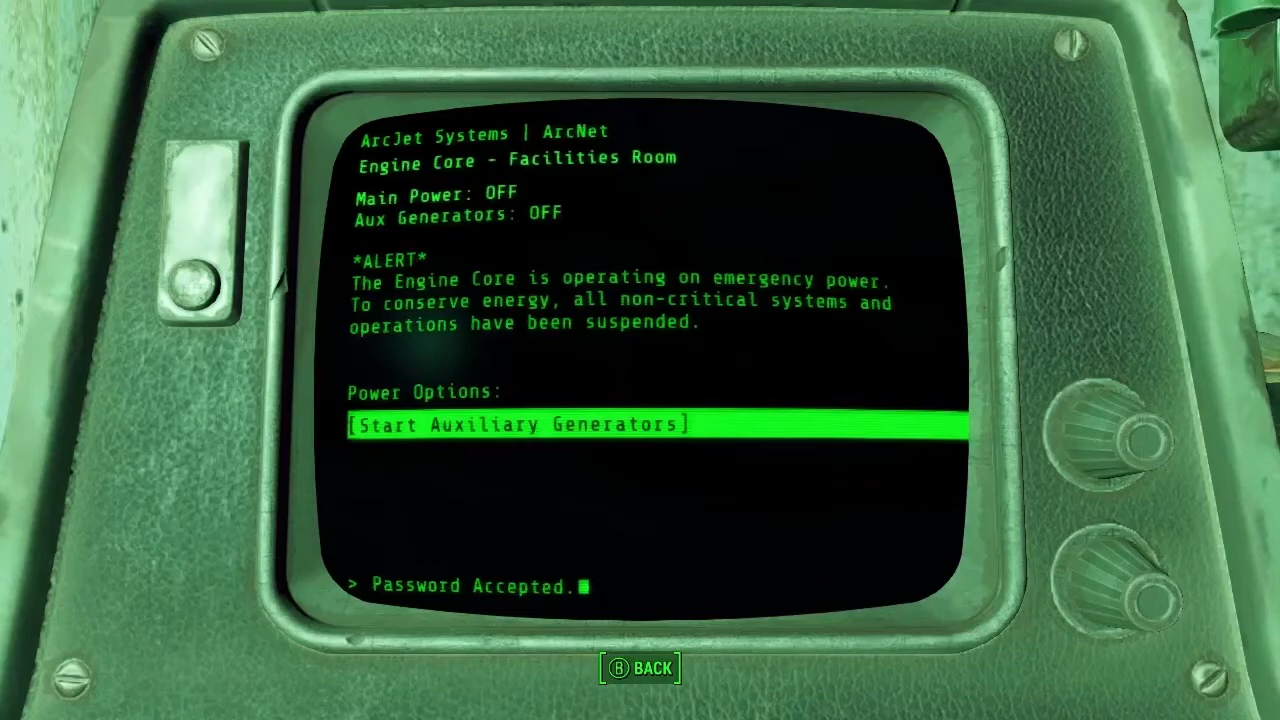 ArcJet Systems | ArcNet
Engine Core - Facilities Room
Main Power: OFF
Aux Generators: OFF
*ALERT*
The Engine Core is operating on emergency power.
To conserve energy, all non-critical systems and
operations have been suspended.
Power Options:
[Start Auxiliary Generators]
> Password Accepted.
[Ⓑ BACK]